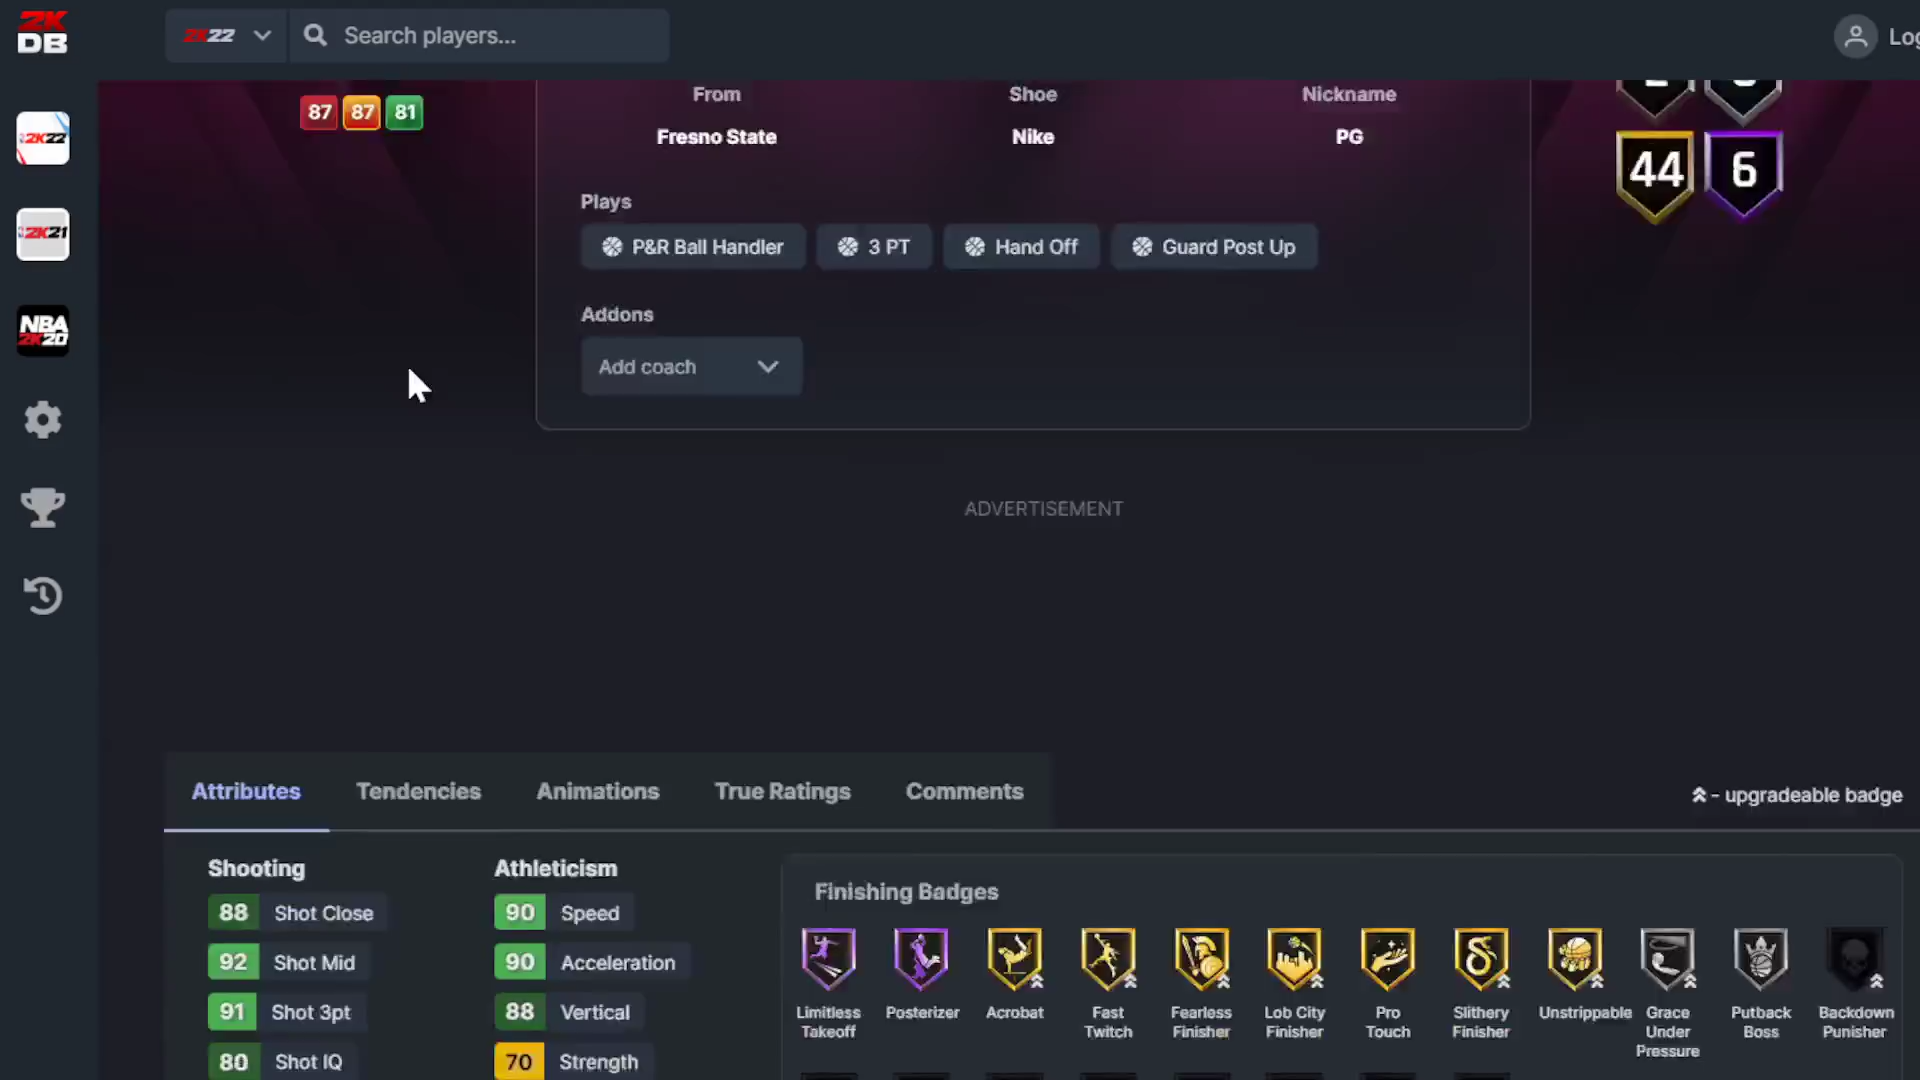 2K
DB
2K22
Search players...
Log
2K22
2K21
NBA
2K20
87 87 81
From
Fresno State
Shoe
Nike
Nickname
PG
44 6
Plays
P&R Ball Handler
3 PT
Hand Off
Guard Post Up
Addons
Add coach
ADVERTISEMENT
Attributes Tendencies Animations True Ratings Comments
- upgradeable badge
Shooting
88 Shot Close
92 Shot Mid
91 Shot 3pt
80 Shot IQ
Athleticism
90 Speed
90 Acceleration
88 Vertical
70 Strength
Finishing Badges
Limitless
Takeoff
Posterizer
Acrobat
Fast
Twitch
Fearless
Finisher
Lob City
Finisher
Pro
Touch
Slithery
Finisher
Unstrippable
Grace
Under
Pressure
Putback
Boss
Backdown
Punisher